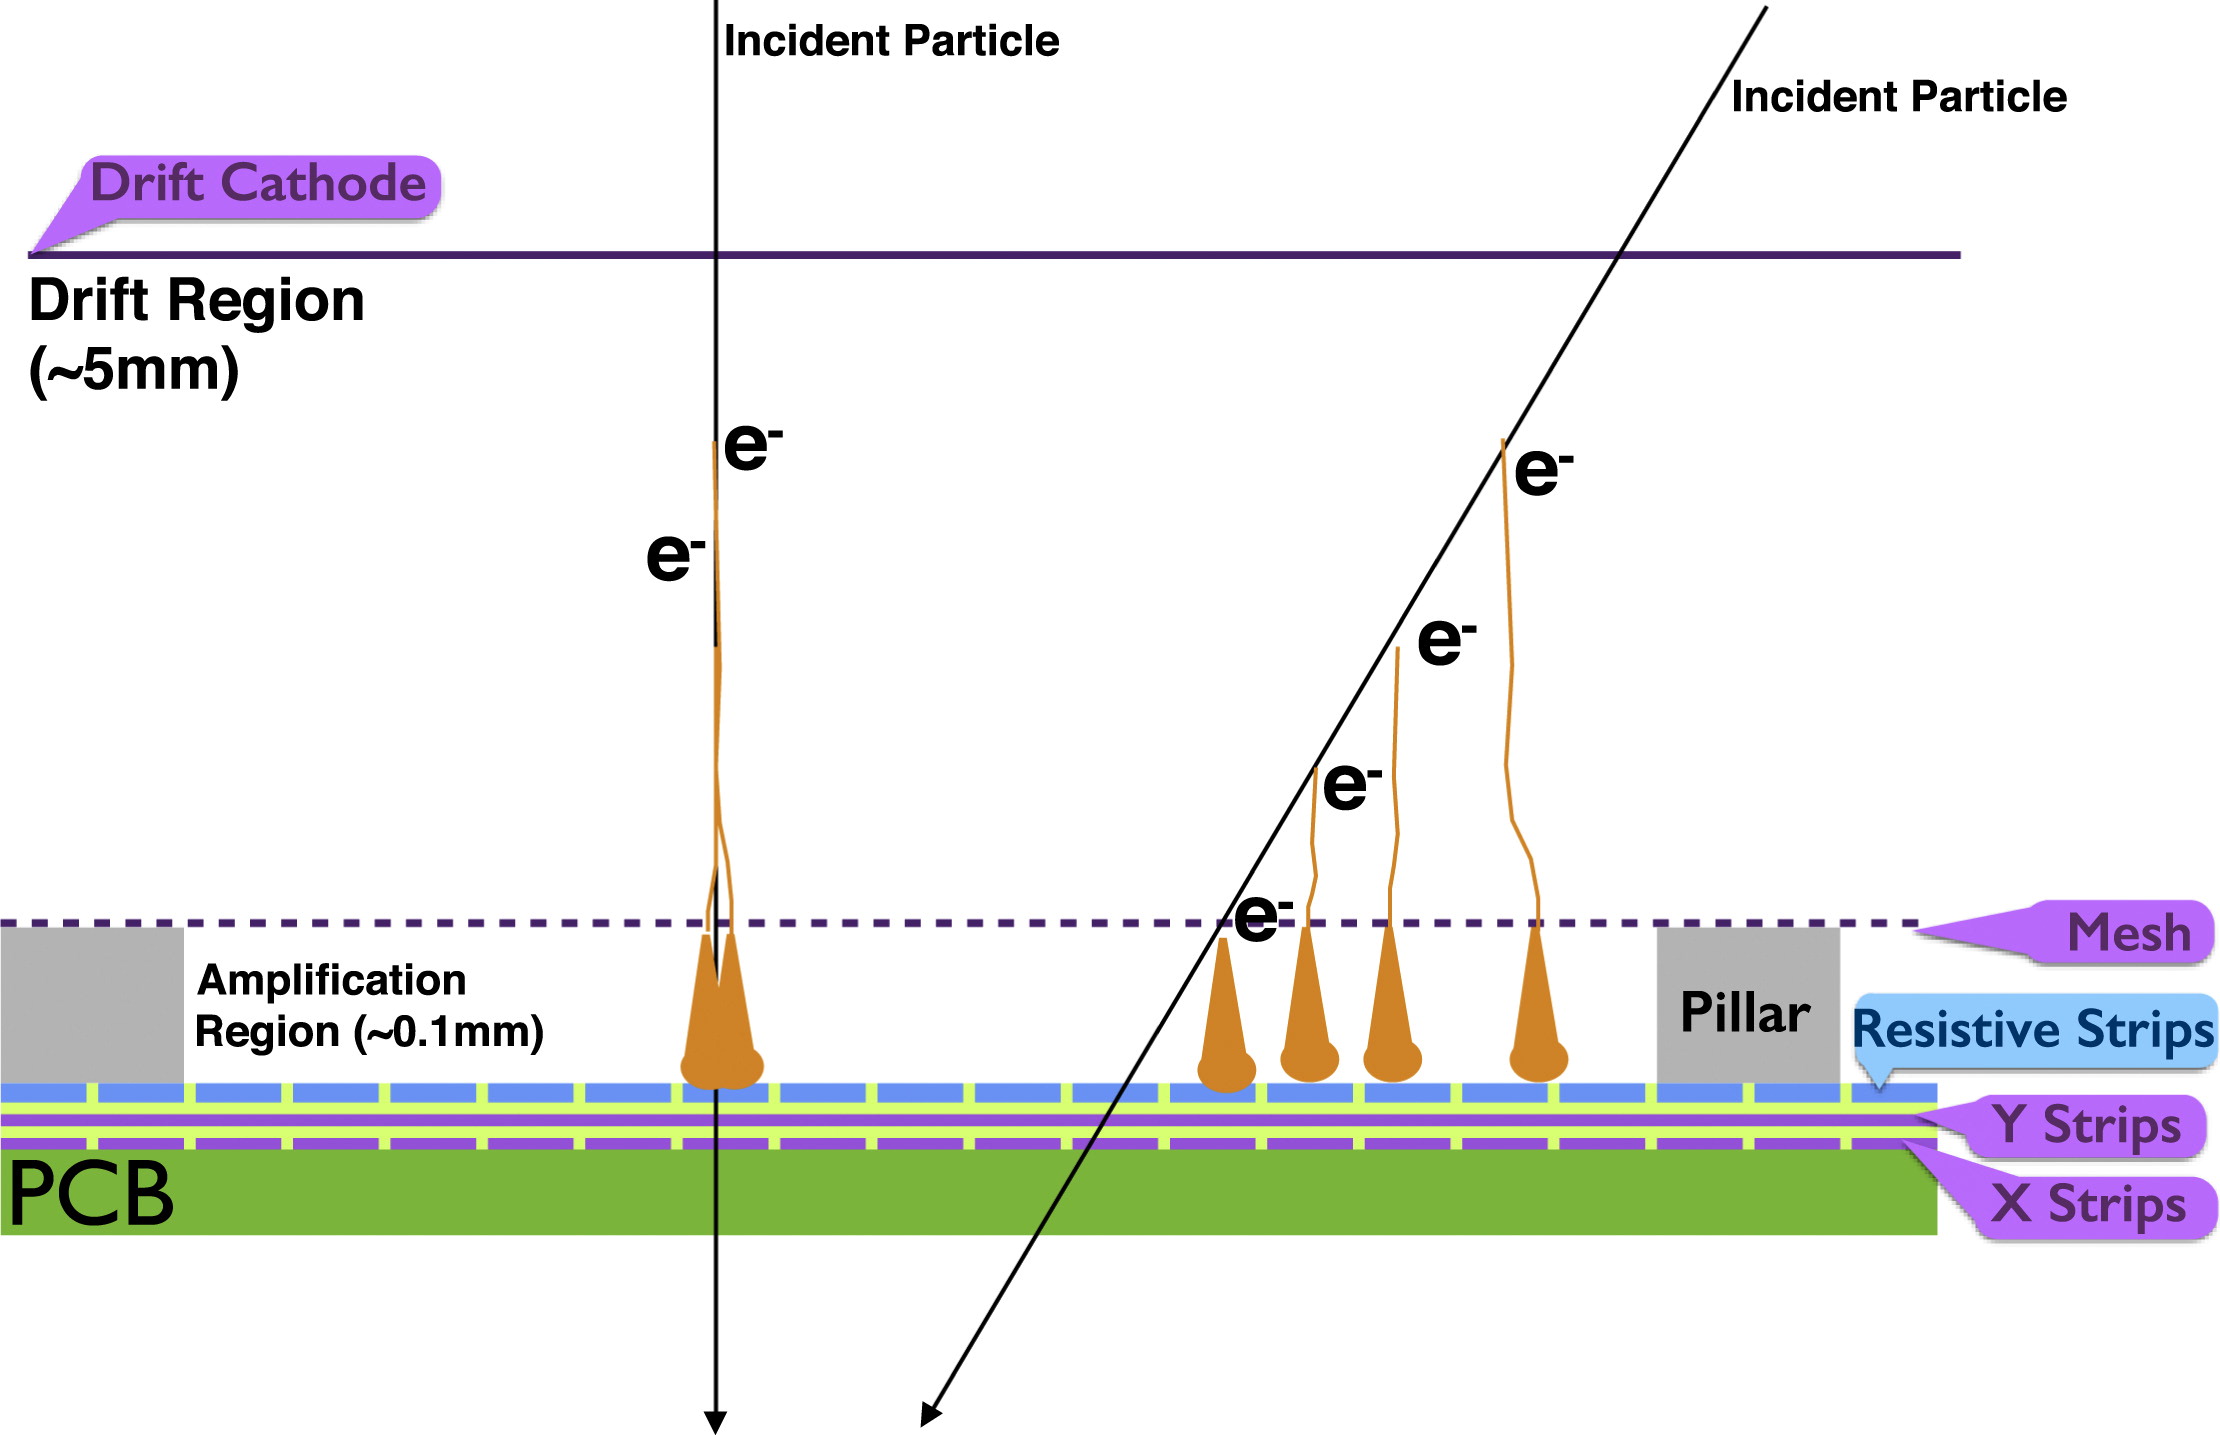 Incident Particle
Incident Particle
Drift Cathode
Drift Region
(~5mm)
e-
e-
e-
e-
e-
e-
Mesh
Amplification
Region (~0.1mm)
Pillar
Resistive Strips
Y Strips
PCB
X Strips